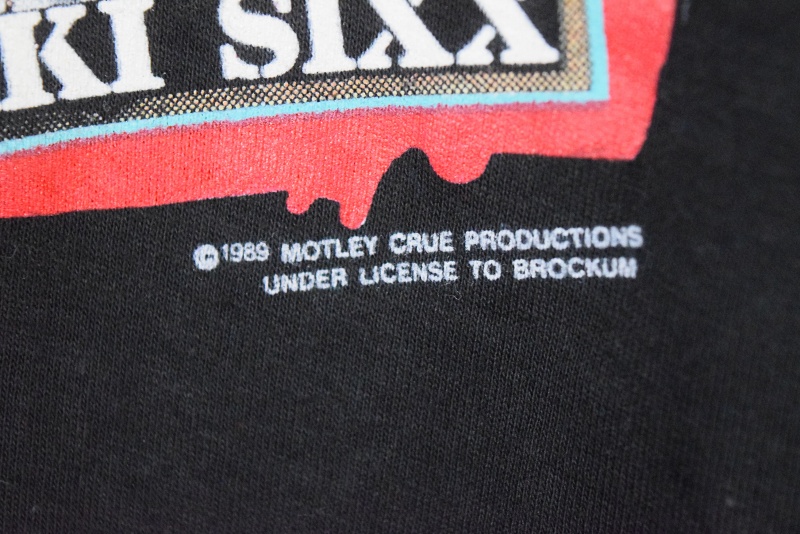 KI SIXX
©1989 MOTLEY CRUE PRODUCTIONS
UNDER LICENSE TO BROCKUM